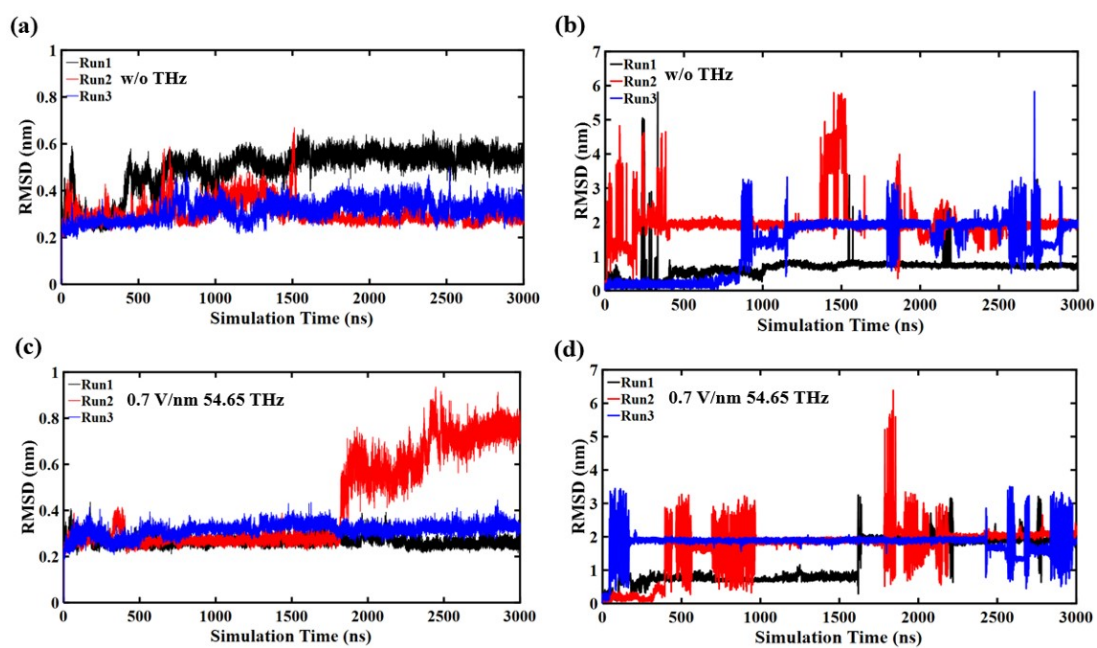 (a)
1
0.8
0.6
0.4
0.2
0
RMSD (nm)
Run1
Run2
Run3
w/o THz
0 500 1000 1500 2000 2500 3000
Simulation Time (ns)
(b)
7
6
5
4
3
2
1
0
RMSD (nm)
Run1
Run2
Run3
w/o THz
0 500 1000 1500 2000 2500 3000
Simulation Time (ns)
(c)
1
0.8
0.6
0.4
0.2
0
RMSD (nm)
Run1
Run2
Run3
0.7 V/nm 54.65 THz
0 500 1000 1500 2000 2500 3000
Simulation Time (ns)
(d)
7
6
5
4
3
2
1
0
RMSD (nm)
Run1
Run2
Run3
0.7 V/nm 54.65 THz
0 500 1000 1500 2000 2500 3000
Simulation Time (ns)